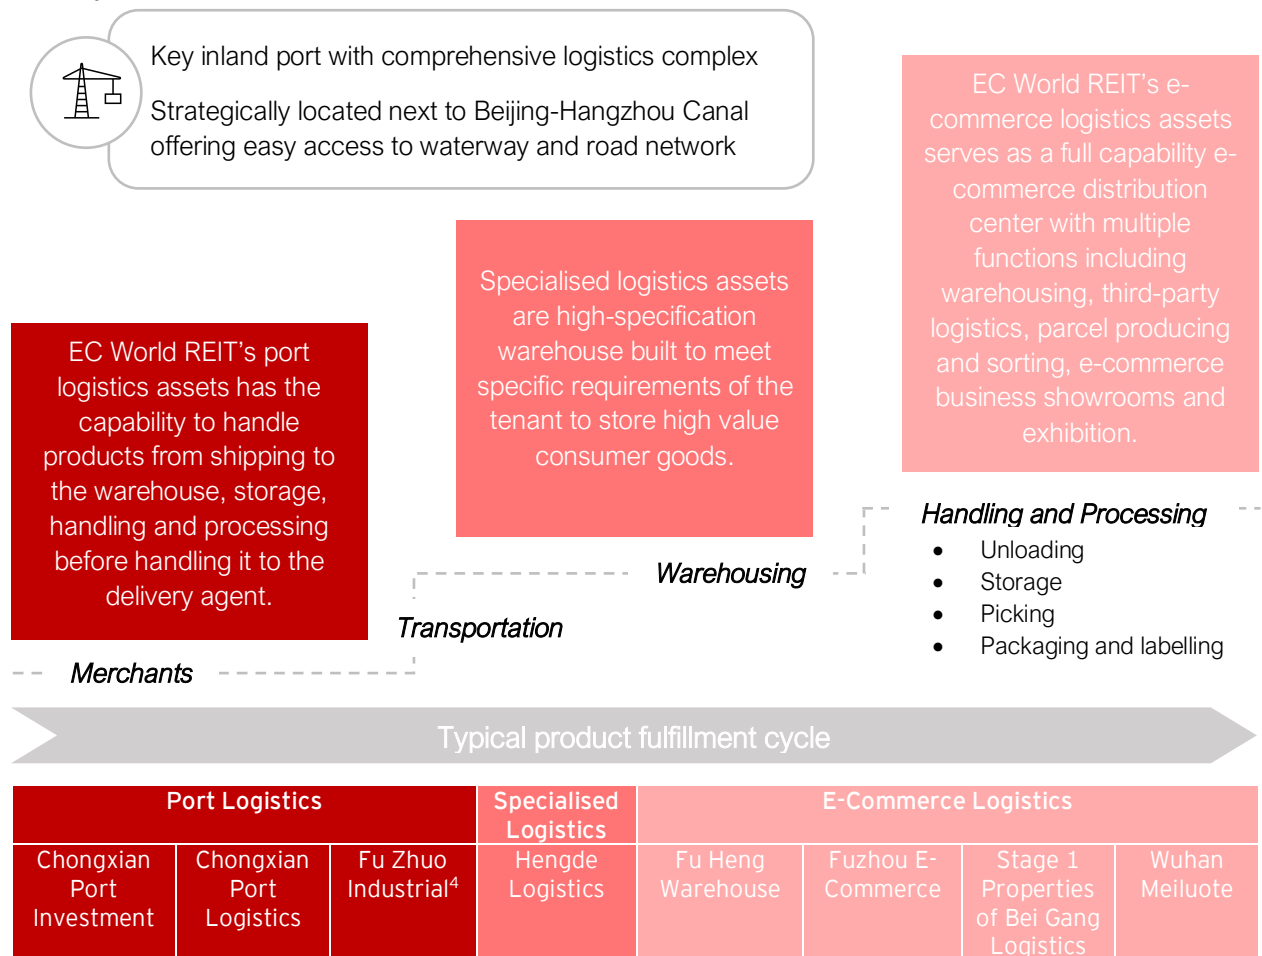 Key inland port with comprehensive logistics complex
Strategically located next to Beijing-Hangzhou Canal
offering easy access to waterway and road network
EC World REIT's port
logistics assets has the
capability to handle
products from shipping to
the warehouse, storage,
handling and processing
before handling it to the
delivery agent.
Specialised logistics assets
are high-specification
warehouse built to meet
specific requirements of the
tenant to store high value
consumer goods.
EC World REIT's e-
commerce logistics assets
serves as a full capability e-
commerce distribution
center with multiple
functions including
warehousing, third-party
logistics, parcel producing
and sorting, e-commerce
business showrooms and
exhibition.
Merchants
Transportation
Warehousing
Handling and Processing
• Unloading
• Storage
• Picking
• Packaging and labelling
Typical product fulfillment cycle
Port Logistics
Specialised
Logistics
E-Commerce Logistics
Chongxian
Port
Investment
Chongxian
Port
Logistics
Fu Zhuo
Industrial⁴
Hengde
Logistics
Fu Heng
Warehouse
Fuzhou E-
Commerce
Stage 1
Properties
of Bei Gang
Logistics
Wuhan
Meiluote